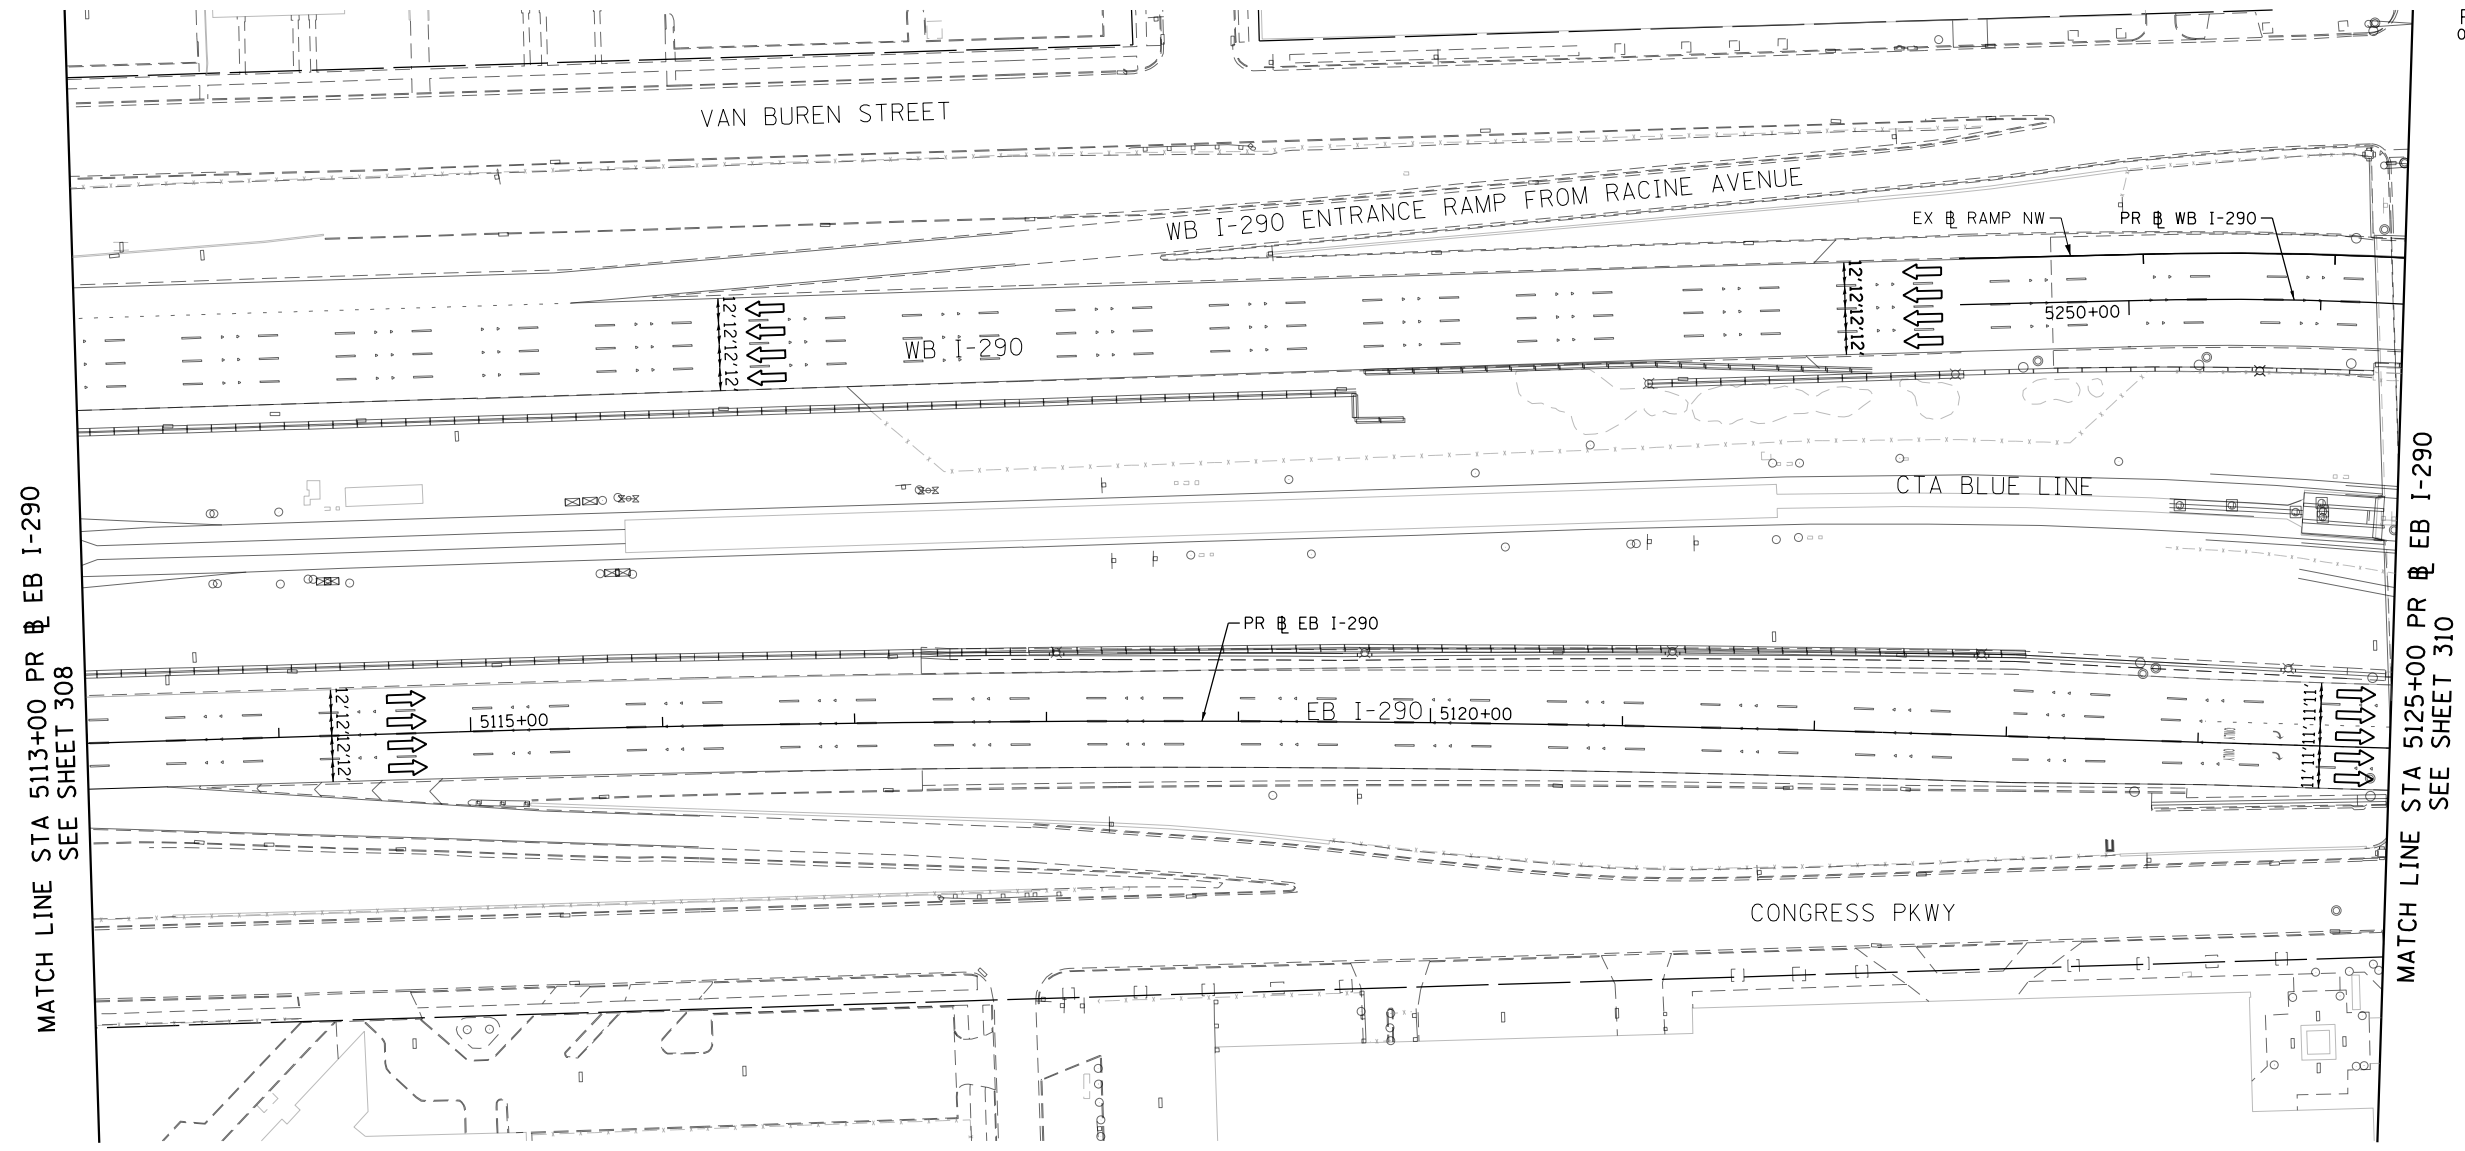 VAN BUREN STREET
WB I-290 ENTRANCE RAMP FROM RACINE AVENUE
EX ℄ RAMP NW
PR ℄ WB I-290
12' 12' 12' 12'
12' 12' 12' 12'
5250+00
WB I-290
CTA BLUE LINE
MATCH LINE STA 5113+00 PR ℄ EB I-290
SEE SHEET 308
MATCH LINE STA 5125+00 PR ℄ EB I-290
SEE SHEET 310
PR ℄ EB I-290
12' 12' 12' 12'
5115+00
EB I-290
5120+00
11' 11' 11' 11'
CONGRESS PKWY